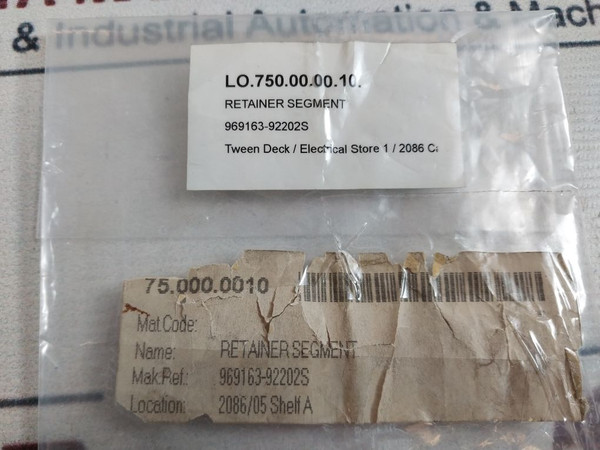 & Industrial Automation & Mach
&
LO.750.00.00.10.
RETAINER SEGMENT
969163-92202S
Tween Deck / Electrical Store 1 / 2086 Ca
75.000.0010
Mat.Code:
Name: RETAINER SEGMENT
Mak.Ref: 969163-92202S
Location: 2086/05 Shelf A